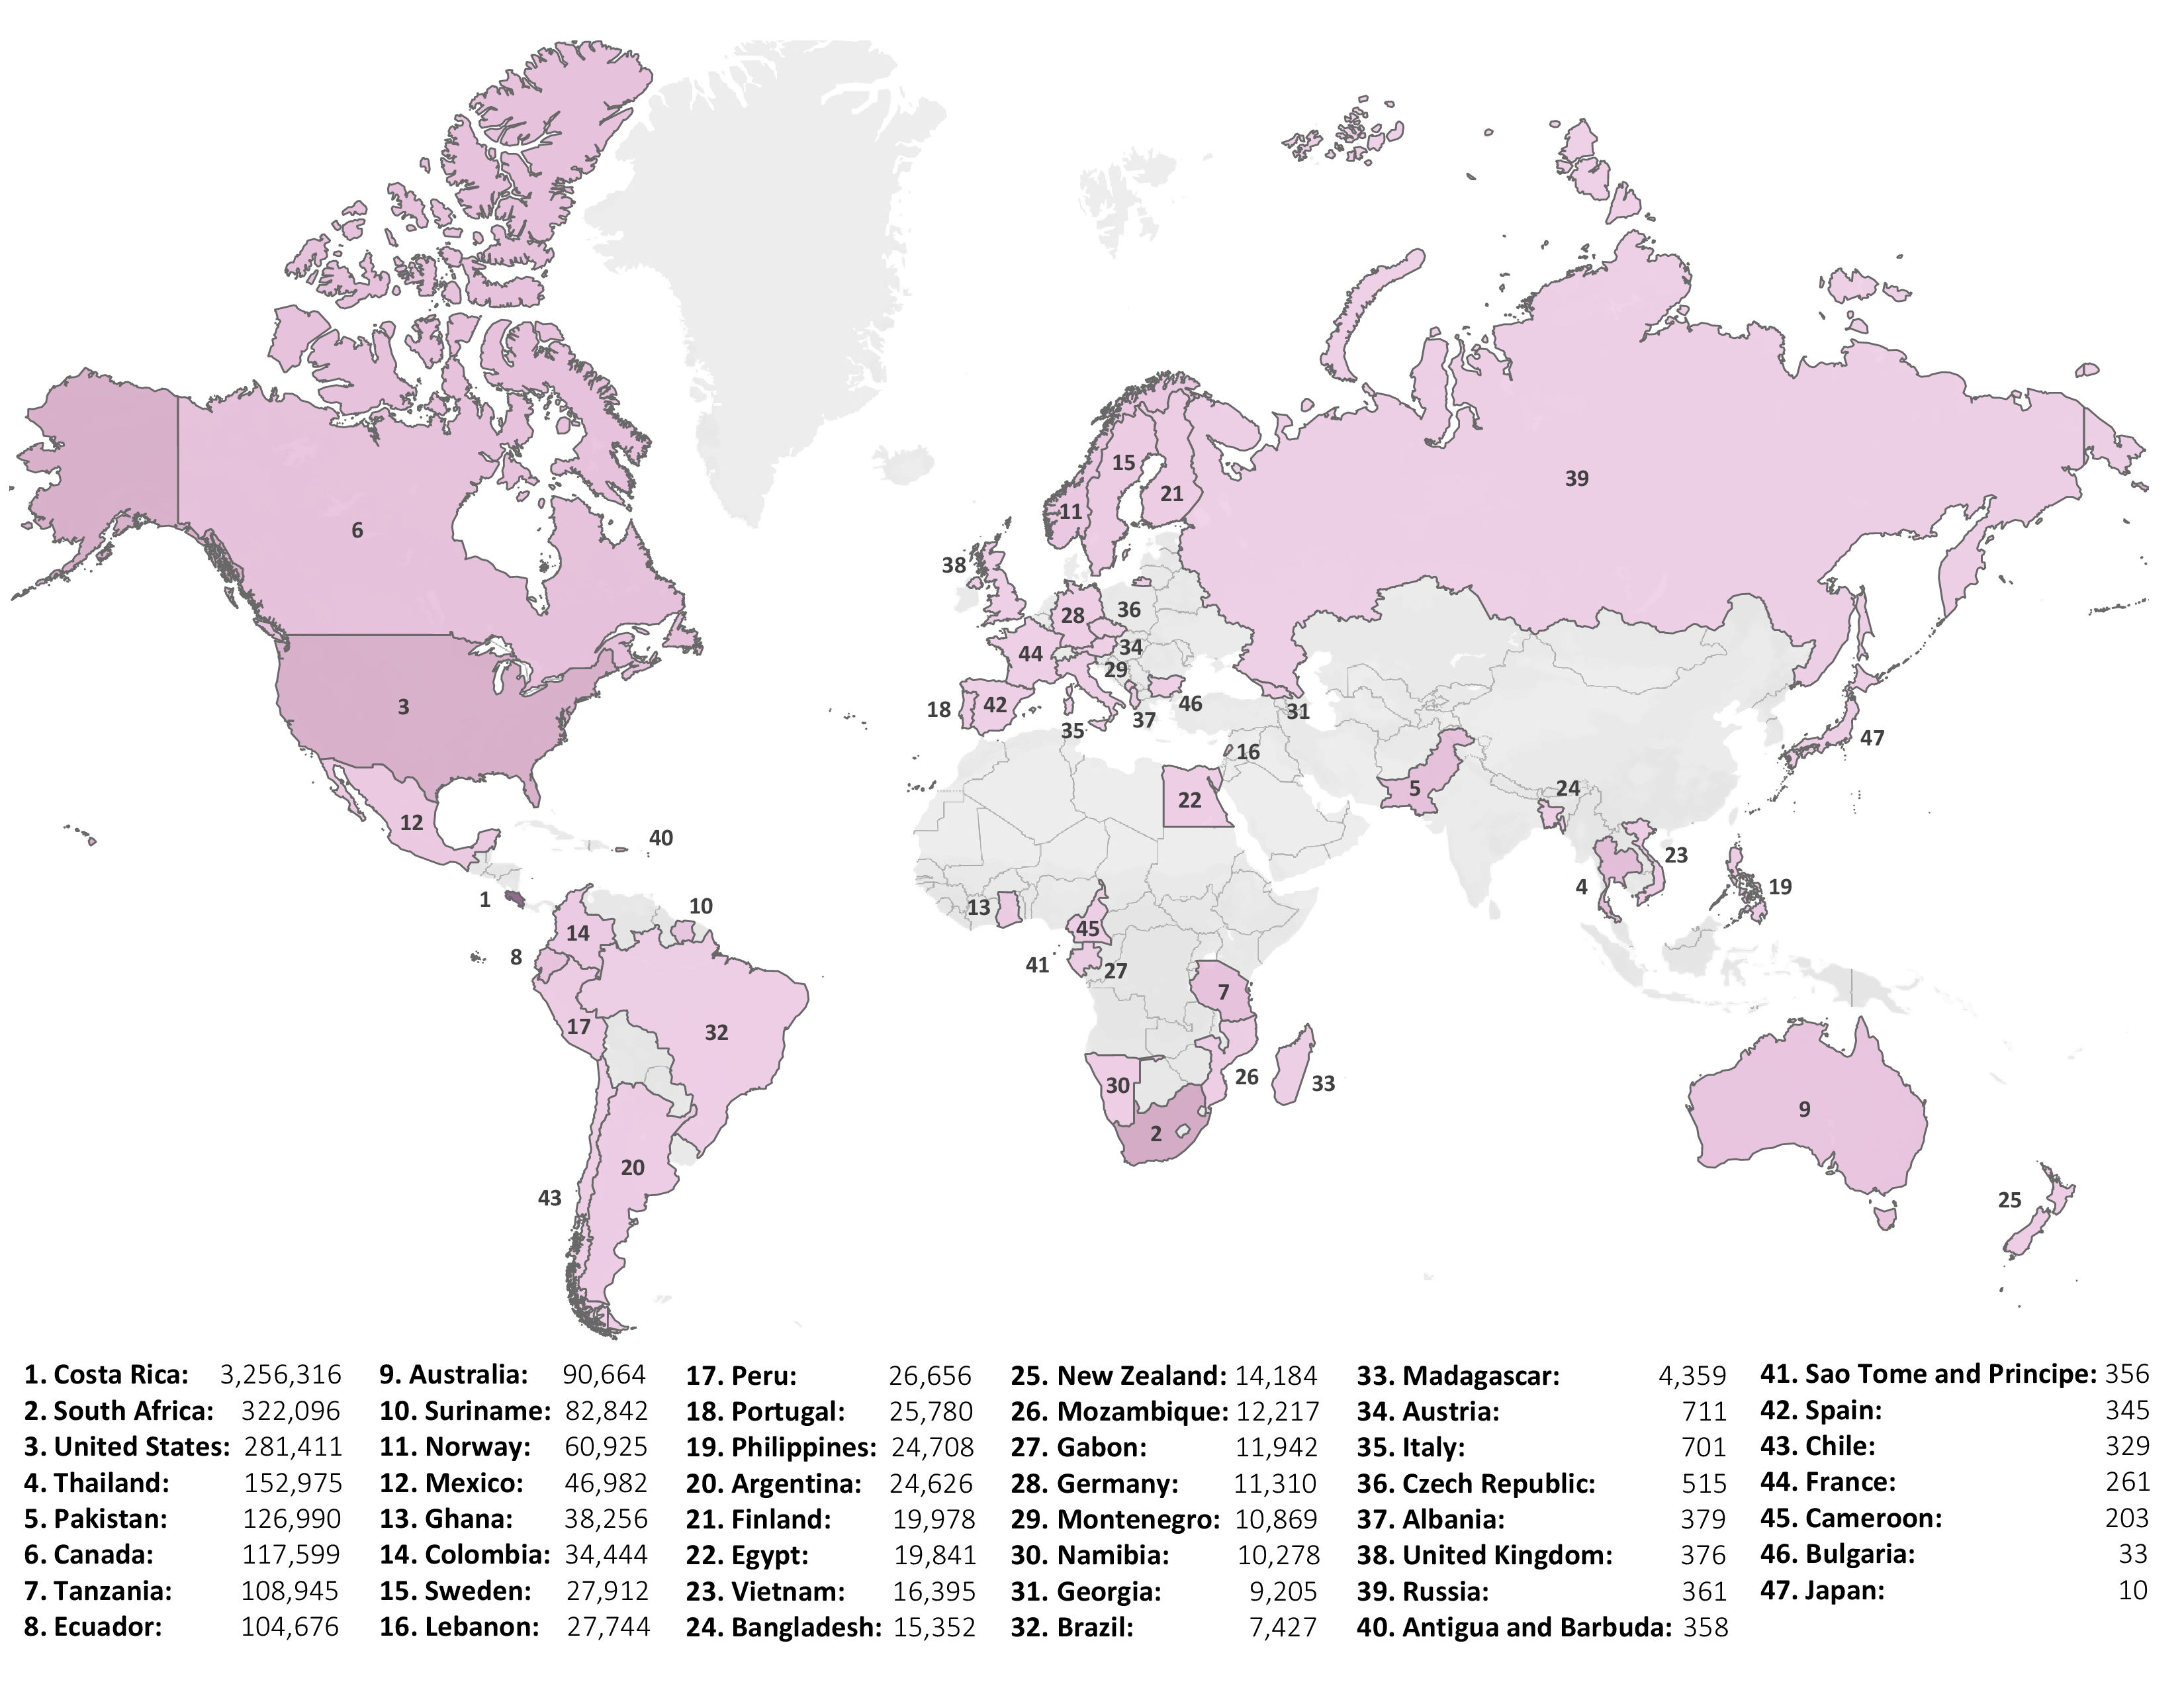 15
39
21
11
6
38
36
28
34
44
29
3
18
42
46
37
31
35
47
16
5
24
22
12
40
23
4
19
1
10
13
14
45
8
41
27
7
17
32
26
33
30
9
2
20
43
25
1. Costa Rica: 3,256,316
2. South Africa: 322,096
3. United States: 281,411
4. Thailand: 152,975
5. Pakistan: 126,990
6. Canada: 117,599
7. Tanzania: 108,945
8. Ecuador: 104,676
9. Australia: 90,664
10. Suriname: 82,842
11. Norway: 60,925
12. Mexico: 46,982
13. Ghana: 38,256
14. Colombia: 34,444
15. Sweden: 27,912
16. Lebanon: 27,744
17. Peru: 26,656
18. Portugal: 25,780
19. Philippines: 24,708
20. Argentina: 24,626
21. Finland: 19,978
22. Egypt: 19,841
23. Vietnam: 16,395
24. Bangladesh: 15,352
25. New Zealand: 14,184
26. Mozambique: 12,217
27. Gabon: 11,942
28. Germany: 11,310
29. Montenegro: 10,869
30. Namibia: 10,278
31. Georgia: 9,205
32. Brazil: 7,427
33. Madagascar: 4,359
34. Austria: 711
35. Italy: 701
36. Czech Republic: 515
37. Albania: 379
38. United Kingdom: 376
39. Russia: 361
40. Antigua and Barbuda: 358
41. Sao Tome and Principe: 356
42. Spain: 345
43. Chile: 329
44. France: 261
45. Cameroon: 203
46. Bulgaria: 33
47. Japan: 10